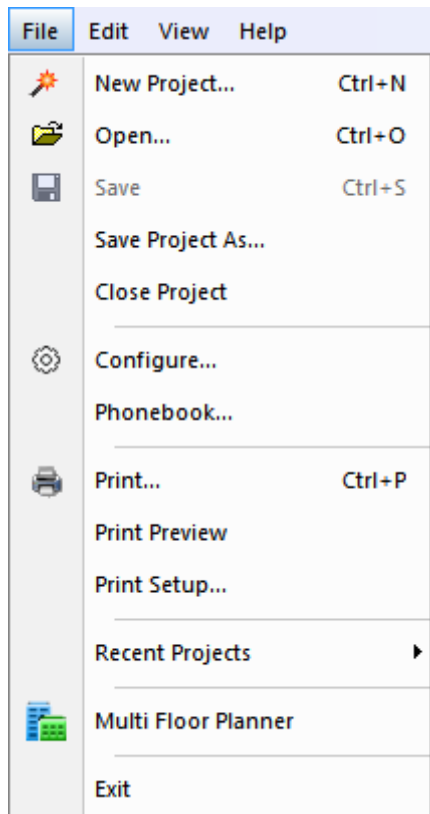 File Edit View Help
New Project... Ctrl+N
Open... Ctrl+O
Save Ctrl+S
Save Project As...
Close Project
Configure...
Phonebook...
Print... Ctrl+P
Print Preview
Print Setup...
Recent Projects
Multi Floor Planner
Exit